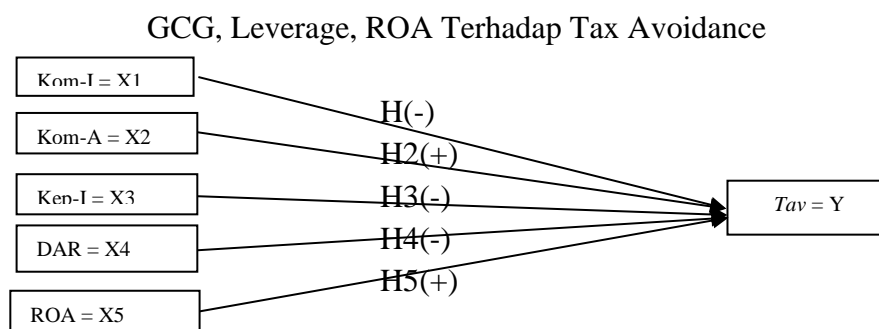 GCG, Leverage, ROA Terhadap Tax Avoidance
Kom-I = X1
H(-)
Kom-A = X2
H2(+)
Kep-I = X3
H3(-)
Tav = Y
DAR = X4
H4(-)
H5(+)
ROA = X5